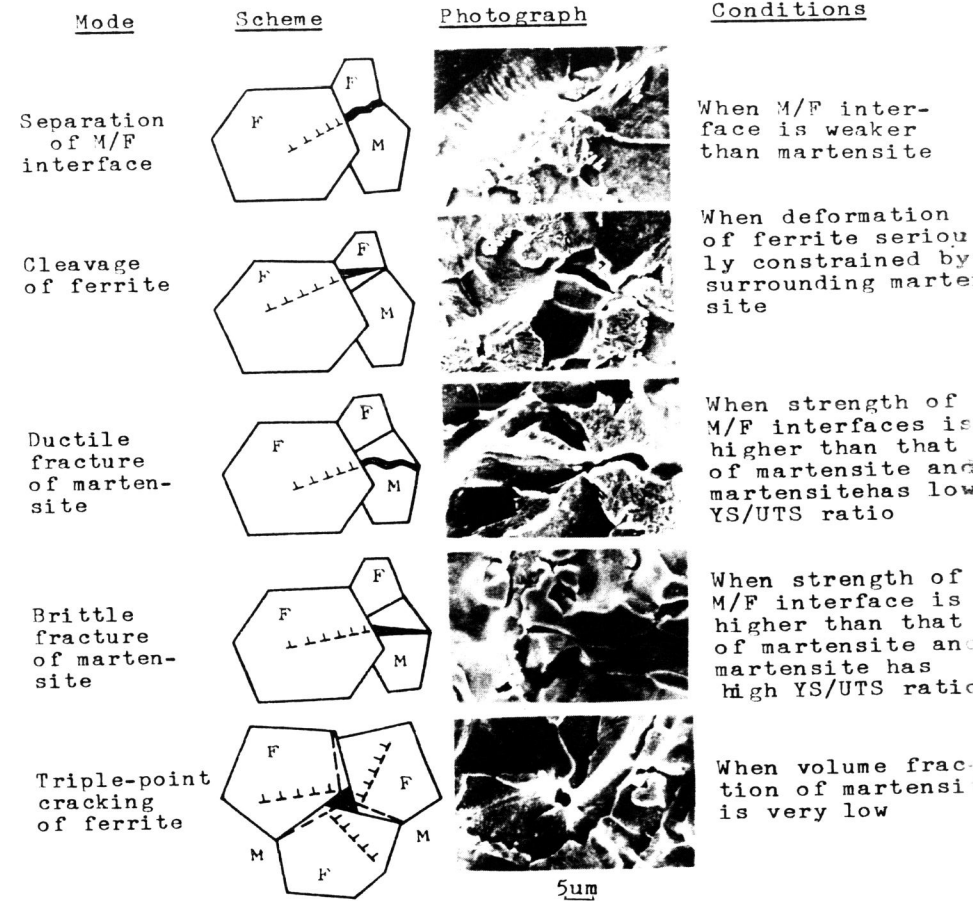 Mode Scheme Photograph Conditions
Separation
of M/F
interface
F
F
M
When M/F inter-
face is weaker
than martensite
Cleavage
of ferrite
F
F
M
When deformation
of ferrite seriou
ly constrained by
surrounding marte
site
Ductile
fracture
of marten-
site
F
F
M
When strength of
M/F interfaces is
higher than that
of martensite and
martensitehas low
YS/UTS ratio
Brittle
fracture
of marten-
site
F
F
M
When strength of
M/F interface is
higher than that
of martensite and
martensite has
high YS/UTS ratio
Triple-point
cracking
of ferrite
F
F
M
M
F
When volume frac-
tion of martensi
is very low
5um